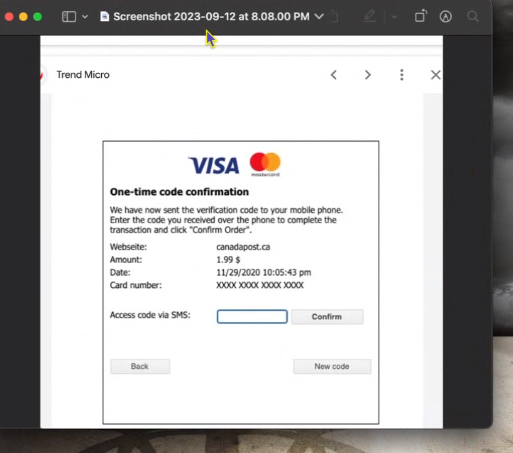 Screenshot 2023-09-12 at 8.08.00 PM
Trend Micro
VISA
mastercard
One-time code confirmation
We have now sent the verification code to your mobile phone.
Enter the code you received over the phone to complete the
transaction and click "Confirm Order".
Webseite: canadapost.ca
Amount: 1.99 $
Date: 11/29/2020 10:05:43 pm
Card number: XXXX XXXX XXXX XXXX
Access code via SMS: Confirm
Back New code